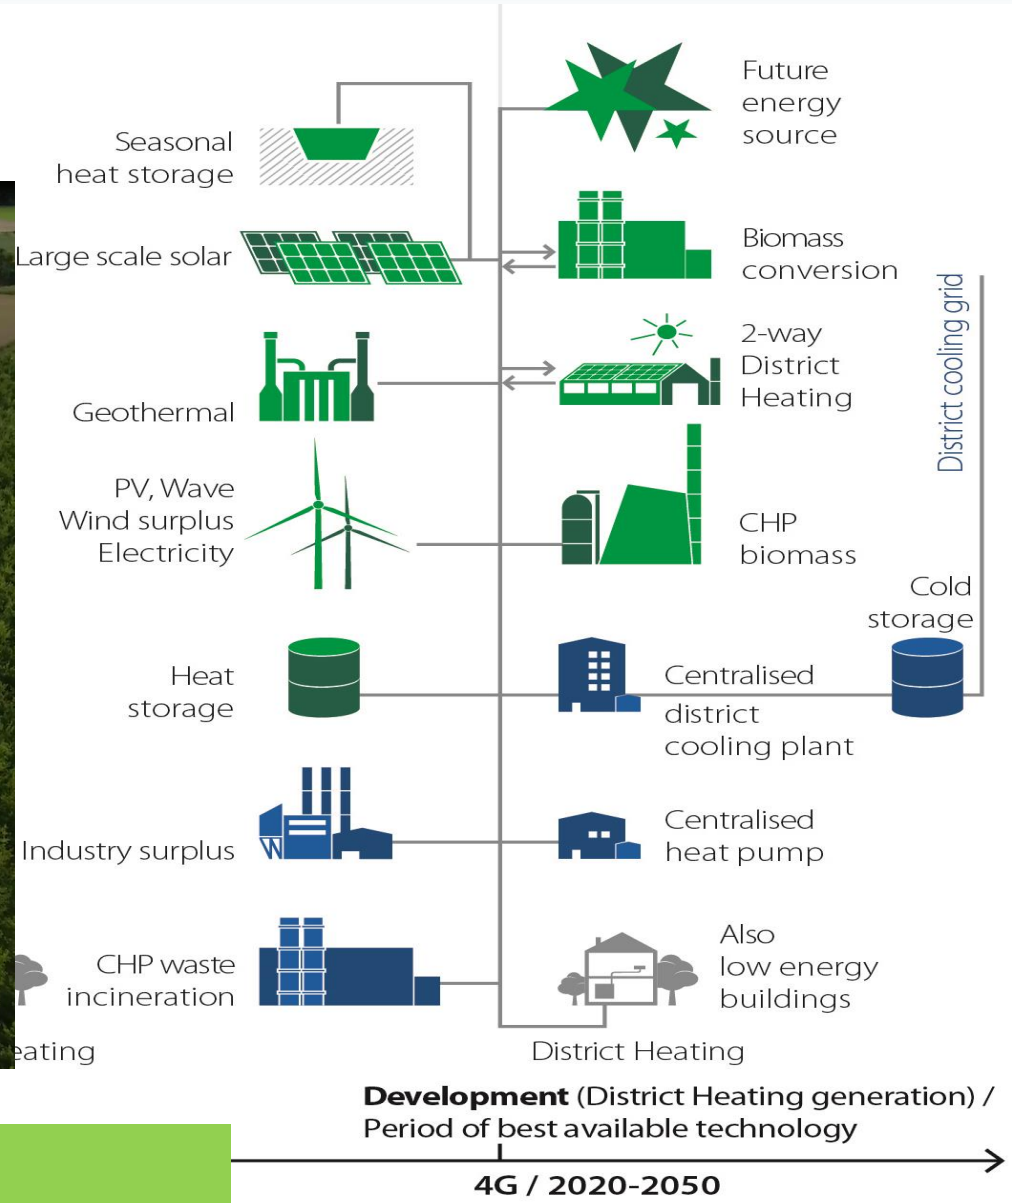 Future
energy
source
Seasonal
heat storage
Large scale solar
Biomass
conversion
District cooling grid
2-way
District
Heating
Geothermal
PV, Wave
Wind surplus
Electricity
CHP
biomass
Cold
storage
Heat
storage
Centralised
district
cooling plant
Industry surplus
Centralised
heat pump
CHP waste
incineration
Also
low energy
buildings
eating
District Heating
Development (District Heating generation) /
Period of best available technology
4G / 2020-2050